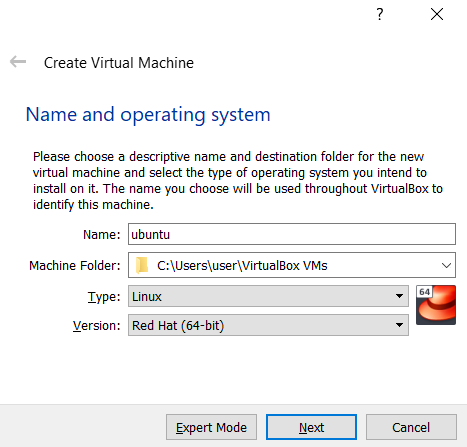 ?
Create Virtual Machine
Name and operating system
Please choose a descriptive name and destination folder for the new
virtual machine and select the type of operating system you intend to
install on it. The name you choose will be used throughout VirtualBox to
identify this machine.
Name: ubuntu
Machine Folder: C:\Users\user\VirtualBox VMs
Type: Linux
64
Version: Red Hat (64-bit)
Expert Mode Next Cancel